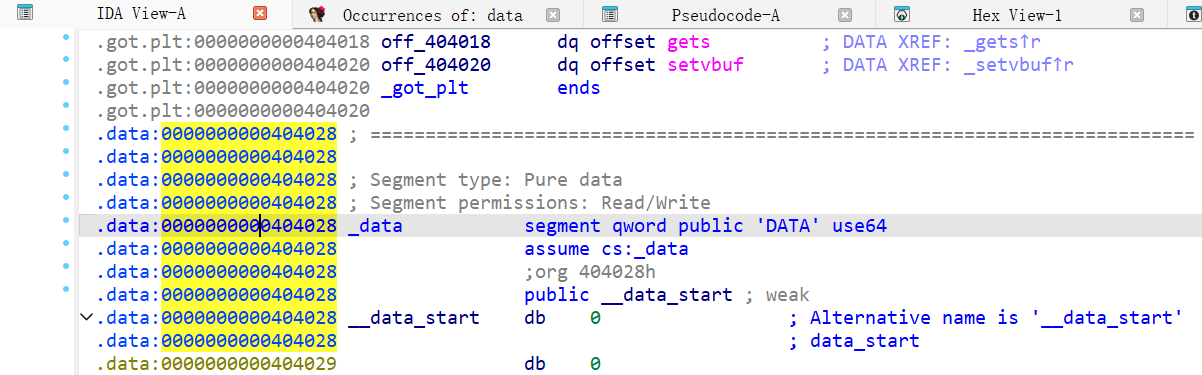 IDA View-A Occurrences of: data Pseudocode-A Hex View-1
.got.plt:0000000000404018 off_404018 dq offset gets ; DATA XREF: _gets↑r
.got.plt:0000000000404020 off_404020 dq offset setvbuf ; DATA XREF: _setvbuf↑r
.got.plt:0000000000404020 _got_plt ends
.got.plt:0000000000404020
.data:0000000000404028 ; ===========================================================================
.data:0000000000404028
.data:0000000000404028 ; Segment type: Pure data
.data:0000000000404028 ; Segment permissions: Read/Write
.data:0000000000404028 _data segment qword public 'DATA' use64
.data:0000000000404028 assume cs:_data
.data:0000000000404028 ;org 404028h
.data:0000000000404028 public __data_start ; weak
.data:0000000000404028 __data_start db 0 ; Alternative name is '__data_start'
.data:0000000000404028 ; data_start
.data:0000000000404029 db 0